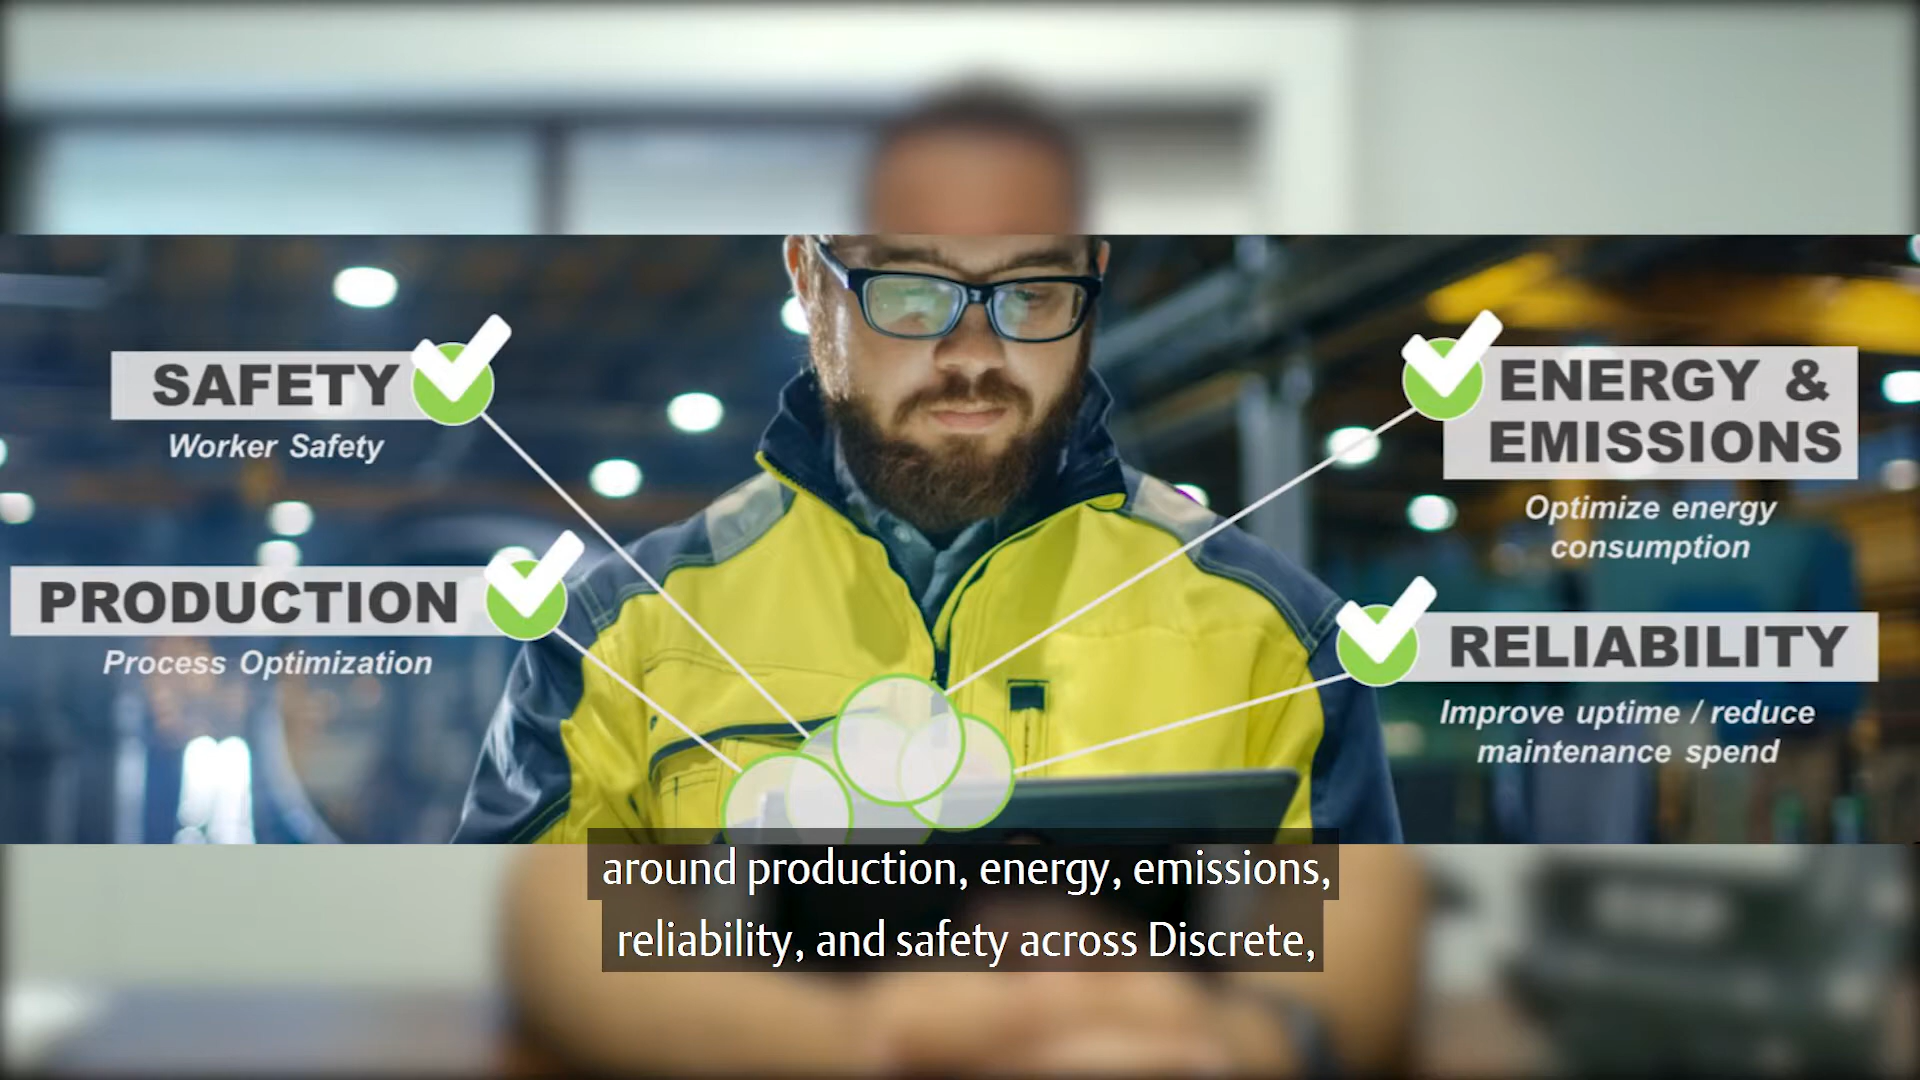 SAFETY
Worker Safety
PRODUCTION
Process Optimization
ENERGY &
EMISSIONS
Optimize energy
consumption
RELIABILITY
Improve uptime / reduce
maintenance spend
around production, energy, emissions,
reliability, and safety across Discrete,